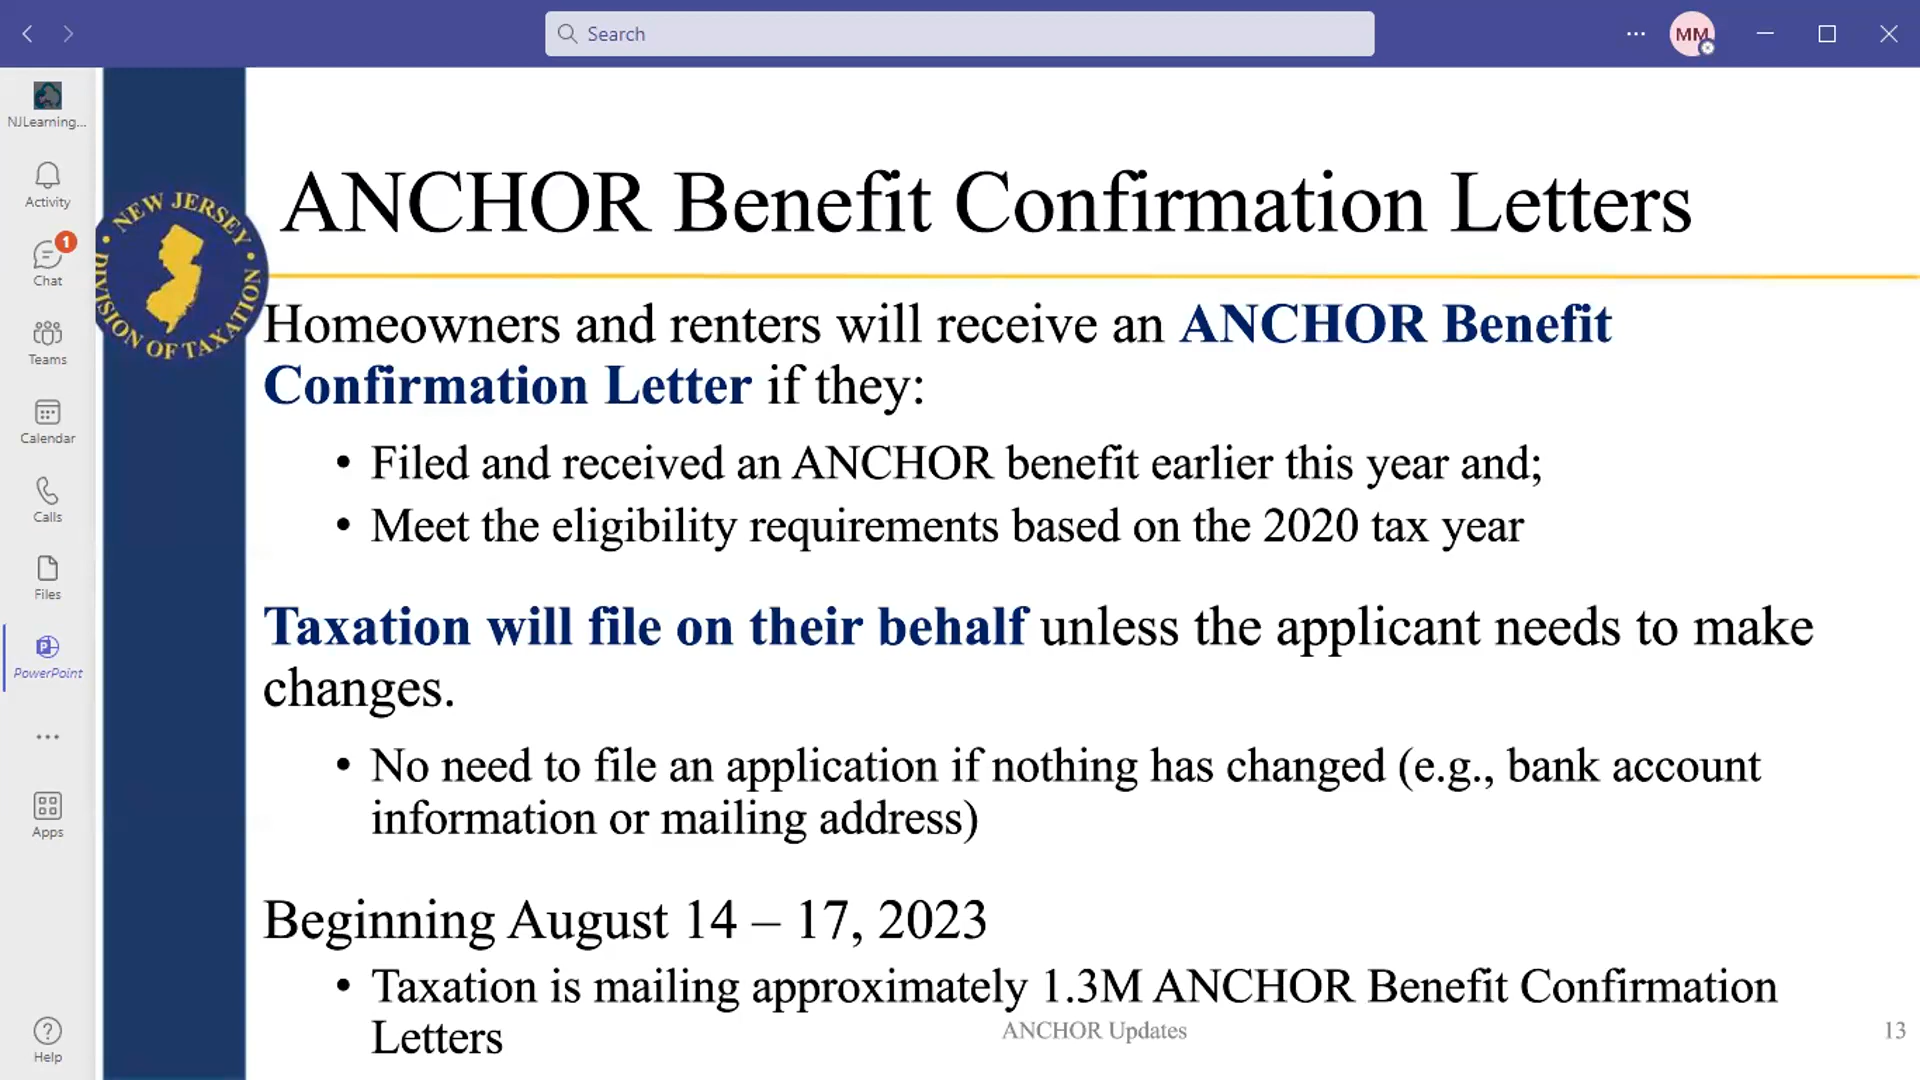 Search
MM
NJLearning...
Activity
1
Chat
Teams
Calendar
Calls
Files
PowerPoint
Apps
Help
• NEW JERSEY •
DIVISION OF TAXATION
ANCHOR Benefit Confirmation Letters
Homeowners and renters will receive an ANCHOR Benefit
Confirmation Letter if they:
• Filed and received an ANCHOR benefit earlier this year and;
• Meet the eligibility requirements based on the 2020 tax year
Taxation will file on their behalf unless the applicant needs to make
changes.
• No need to file an application if nothing has changed (e.g., bank account
information or mailing address)
Beginning August 14 – 17, 2023
• Taxation is mailing approximately 1.3M ANCHOR Benefit Confirmation
Letters
ANCHOR Updates
13